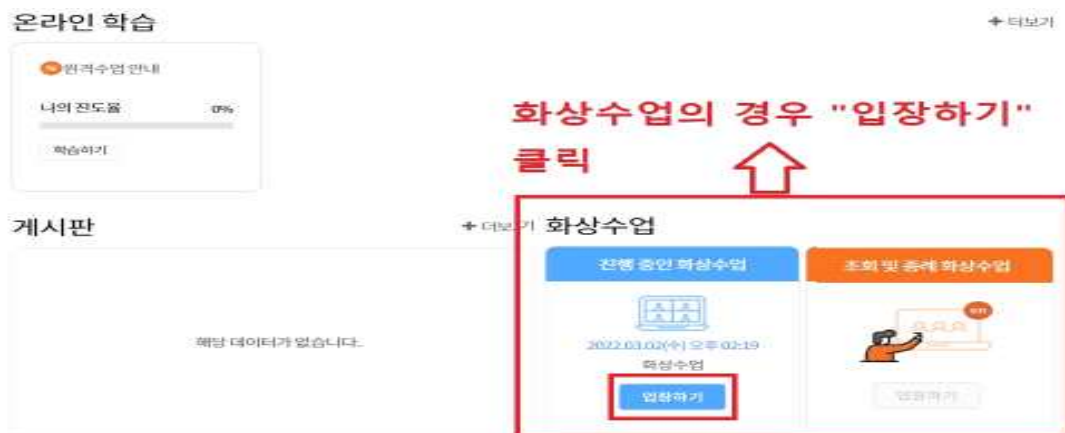 온라인 학습
+ 더보기
원격수업 안내
나의 진도율 0%
학습하기
화상수업의 경우 "입장하기"
클릭
게시판
+ 더보기
해당 데이터가 없습니다.
화상수업
진행 중인 화상수업
2022.03.02(수) 오후 02:19
화상수업
입장하기
조회 및 종례 화상수업
입장하기